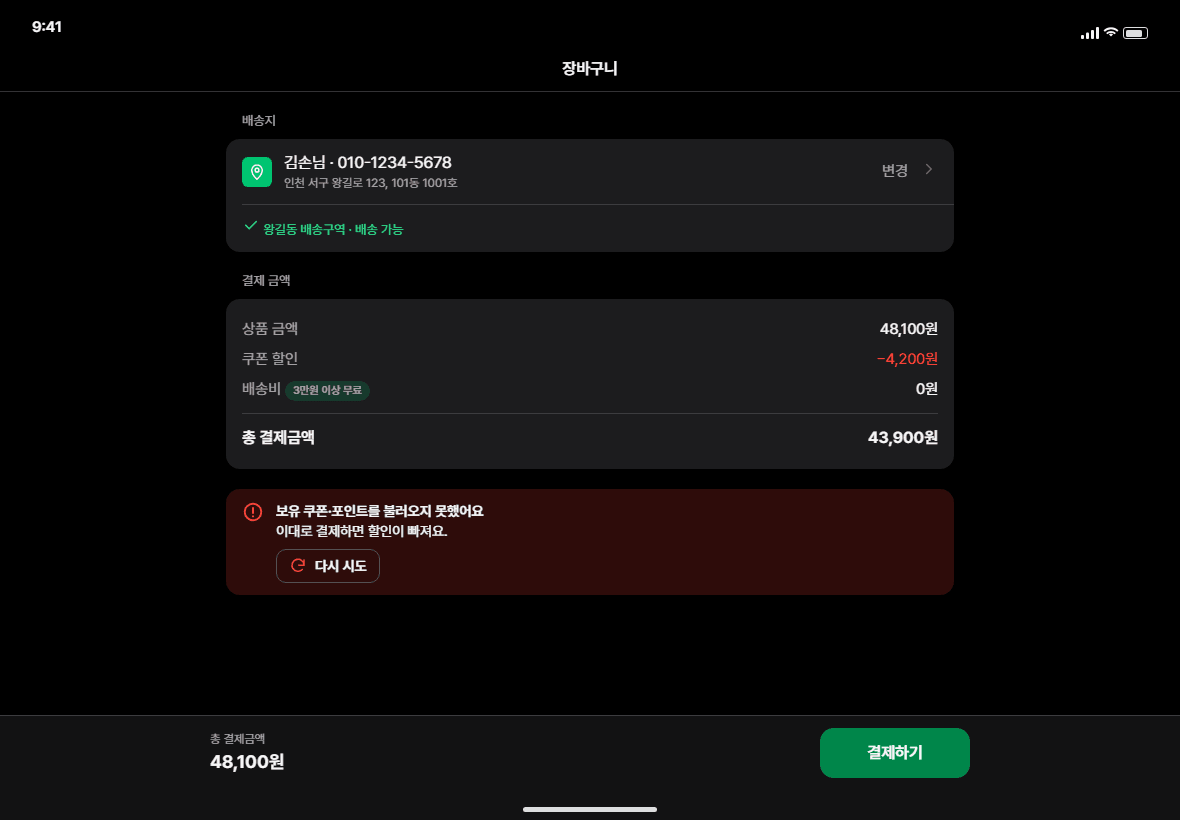 9:41
장바구니
배송지
김손님 · 010-1234-5678
인천 서구 왕길로 123, 101동 1001호
변경
왕길동 배송구역 · 배송 가능
결제 금액
상품 금액 48,100원
쿠폰 할인 −4,200원
배송비 3만원 이상 무료 0원
총 결제금액 43,900원
보유 쿠폰·포인트를 불러오지 못했어요
이대로 결제하면 할인이 빠져요.
다시 시도
총 결제금액
48,100원
결제하기